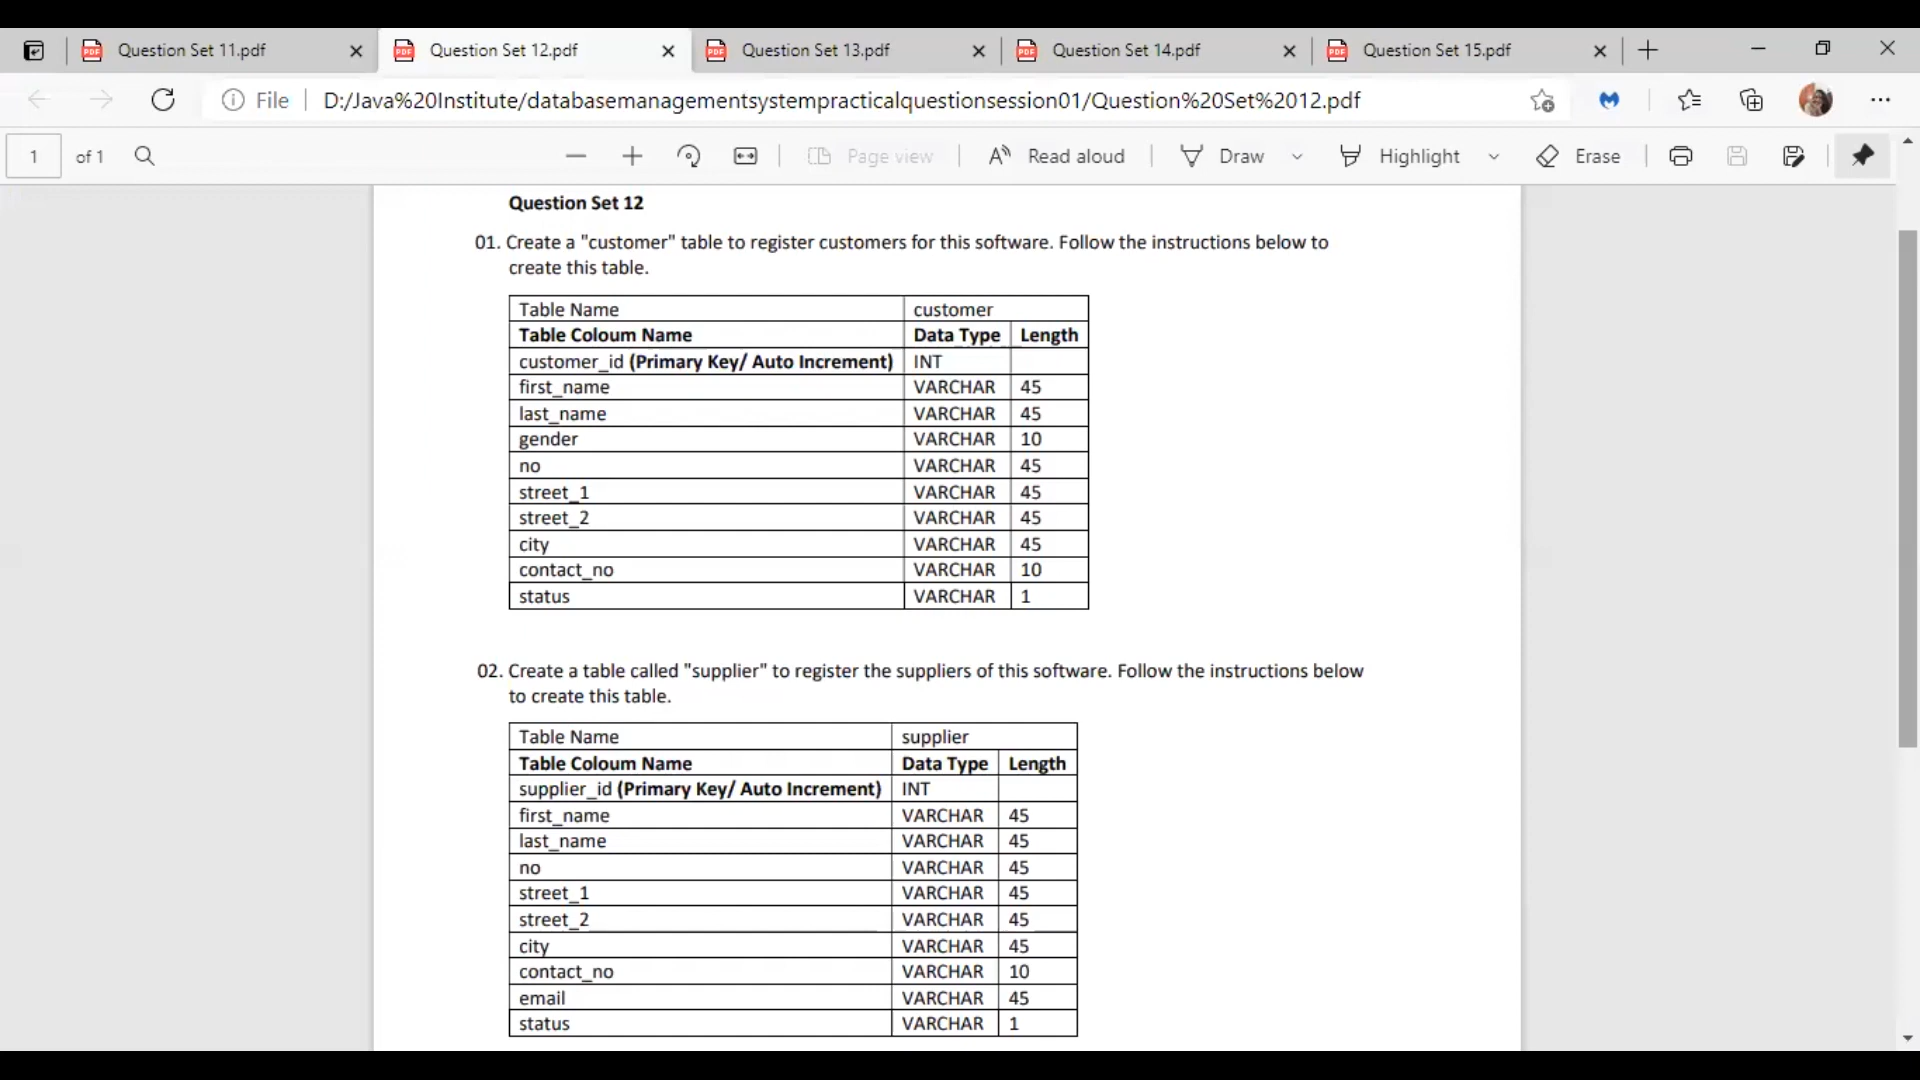 Question Set 11.pdf
Question Set 12.pdf
Question Set 13.pdf
Question Set 14.pdf
Question Set 15.pdf
File
D:/Java%20Institute/databasemanagementsystempracticalquestionsession01/Question%20Set%2012.pdf
1 of 1
Page view
Read aloud
Draw
Highlight
Erase
Question Set 12
01. Create a "customer" table to register customers for this software. Follow the instructions below to
create this table.
Table Name customer
Table Coloum Name Data Type Length
customer_id (Primary Key/ Auto Increment) INT
first_name VARCHAR 45
last_name VARCHAR 45
gender VARCHAR 10
no VARCHAR 45
street_1 VARCHAR 45
street_2 VARCHAR 45
city VARCHAR 45
contact_no VARCHAR 10
status VARCHAR 1
02. Create a table called "supplier" to register the suppliers of this software. Follow the instructions below
to create this table.
Table Name supplier
Table Coloum Name Data Type Length
supplier_id (Primary Key/ Auto Increment) INT
first_name VARCHAR 45
last_name VARCHAR 45
no VARCHAR 45
street_1 VARCHAR 45
street_2 VARCHAR 45
city VARCHAR 45
contact_no VARCHAR 10
email VARCHAR 45
status VARCHAR 1